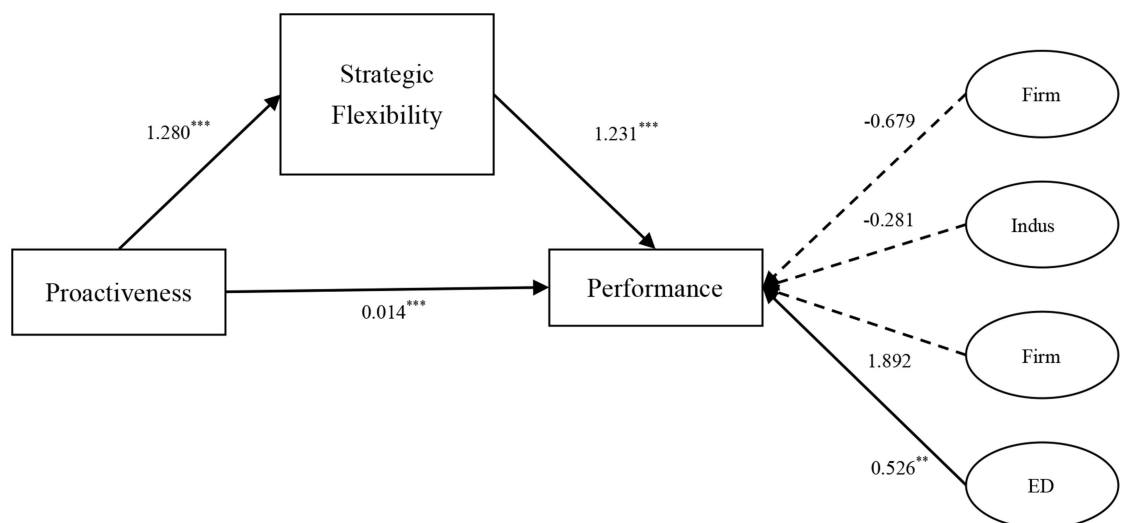 Strategic
Flexibility
1.280***
1.231***
Proactiveness
0.014***
Performance
Firm
-0.679
Indus
-0.281
Firm
1.892
ED
0.526**